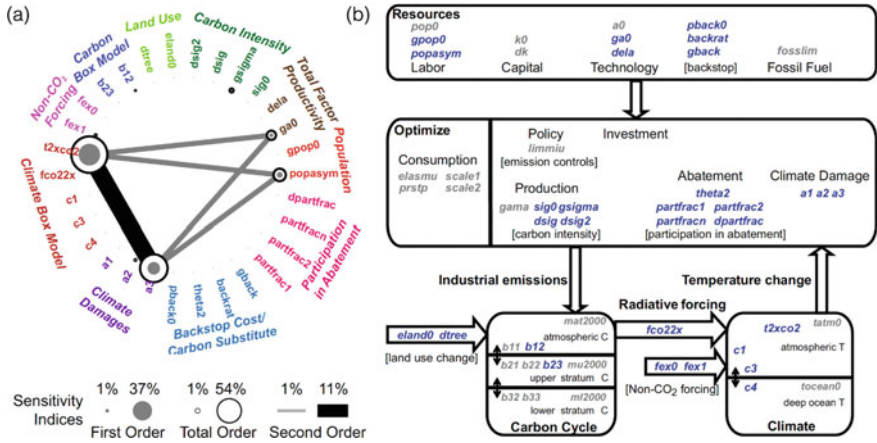 (a)
Land Use
Carbon Intensity
Carbon Box Model
Non-CO2 Forcing
Total Factor Productivity
Population
Participation in Abatement
Backstop Cost/ Carbon Substitute
Climate Damages
Climate Box Model
dtree
eland0
dsig2
dsig
gsigma
sig0
dela
ga0
gpop0
popasym
dpartfrac
partfracn
partfrac2
partfrac1
gback
backrat
theta2
pback0
a3
a2
a1
c4
c3
c1
fco22x
t2xco2
fex1
fex0
b23
b12
Sensitivity Indices
1% 37%
First Order
1% 54%
Total Order
1% 11%
Second Order
(b)
Resources
pop0 a0 pback0
gpop0 k0 ga0 backrat
popasym dk dela gback fosslim
Labor Capital Technology [backstop] Fossil Fuel
Optimize
Consumption
elasmu scale1
prstp scale2
Policy Investment
limmiu
[emission controls]
Production
gama sig0 gsigma
dsig dsig2
[carbon intensity]
Abatement
theta2
partfrac1 partfrac2
partfracn dpartfrac
[participation in abatement]
Climate Damage
a1 a2 a3
Industrial emissions
Temperature change
Radiative forcing
eland0 dtree
[land use change]
mat2000
atmospheric C
b11 b12
b21 b22 b23 mu2000
upper stratum C
b32 b33 ml2000
lower stratum C
Carbon Cycle
fco22x
fex0 fex1
[Non-CO2 forcing]
tatm0
t2xco2
c1 atmospheric T
c3
c4 tocean0
deep ocean T
Climate